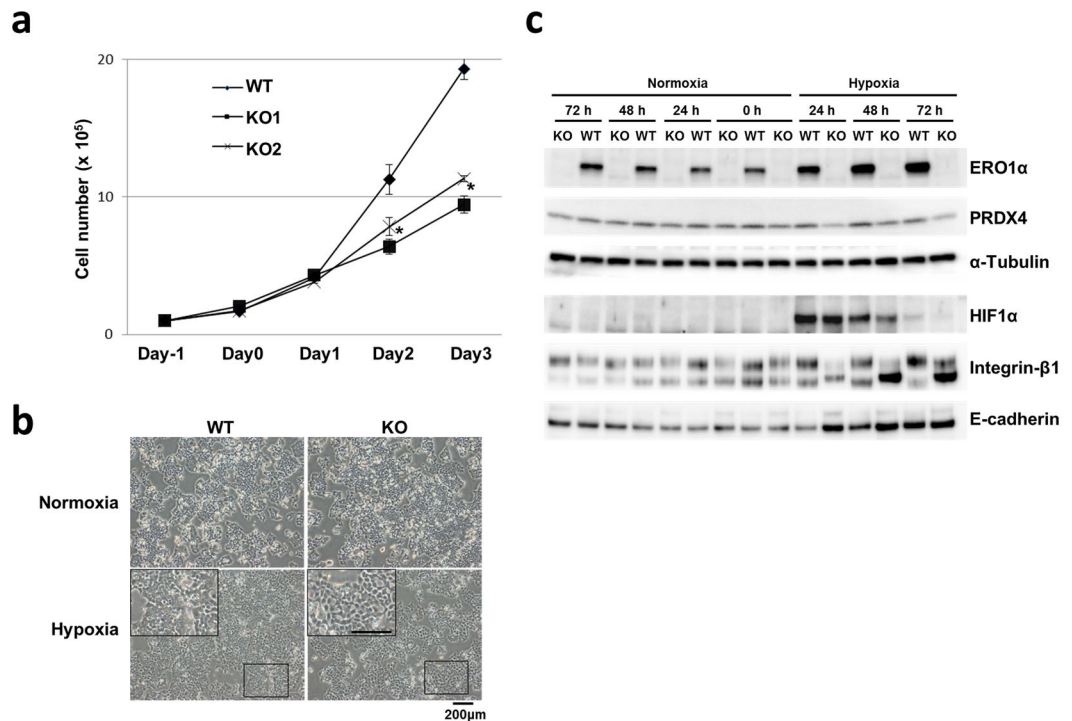 a
20
10
0
Cell number (x 10⁵)
WT
KO1
KO2
*
*
Day-1 Day0 Day1 Day2 Day3
b
WT KO
Normoxia
Hypoxia
200μm
c
Normoxia Hypoxia
72 h 48 h 24 h 0 h 24 h 48 h 72 h
KO WT KO WT KO WT KO WT KO WT KO WT KO WT KO
ERO1α
PRDX4
α-Tubulin
HIF1α
Integrin-β1
E-cadherin